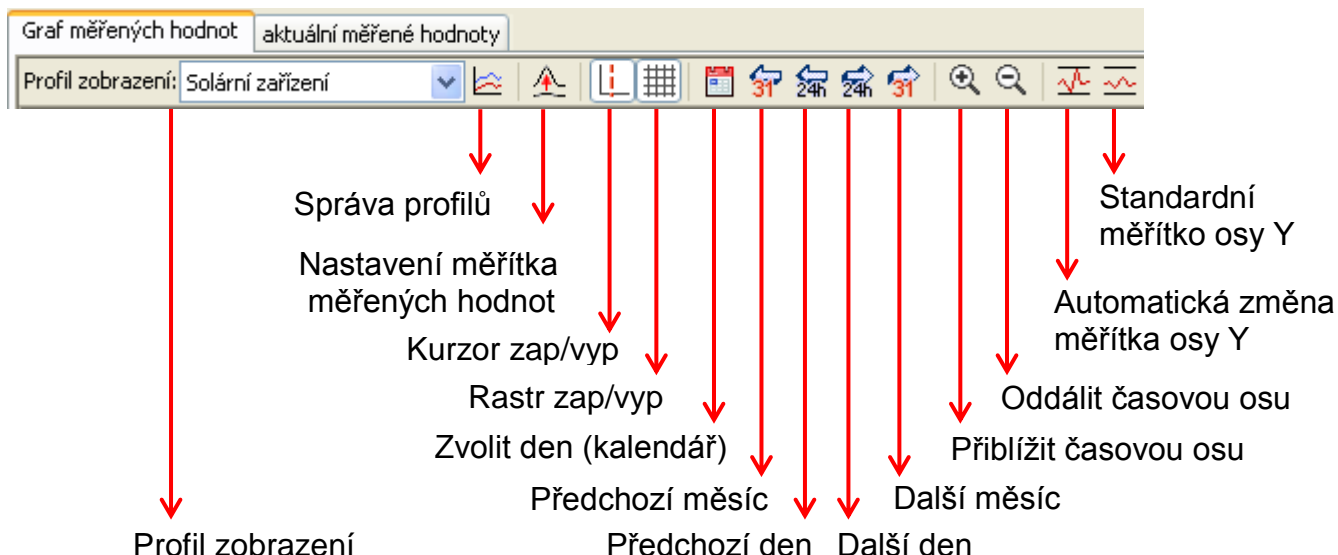 Graf měřených hodnot aktuální měřené hodnoty
Profil zobrazení: Solární zařízení 31 24h 24h 31
Správa profilů
Standardní
měřítko osy Y
Nastavení měřítka
měřených hodnot
Automatická změna
měřítka osy Y
Kurzor zap/vyp
Rastr zap/vyp
Oddálit časovou osu
Zvolit den (kalendář)
Přiblížit časovou osu
Předchozí měsíc
Další měsíc
Profil zobrazení
Předchozí den
Další den